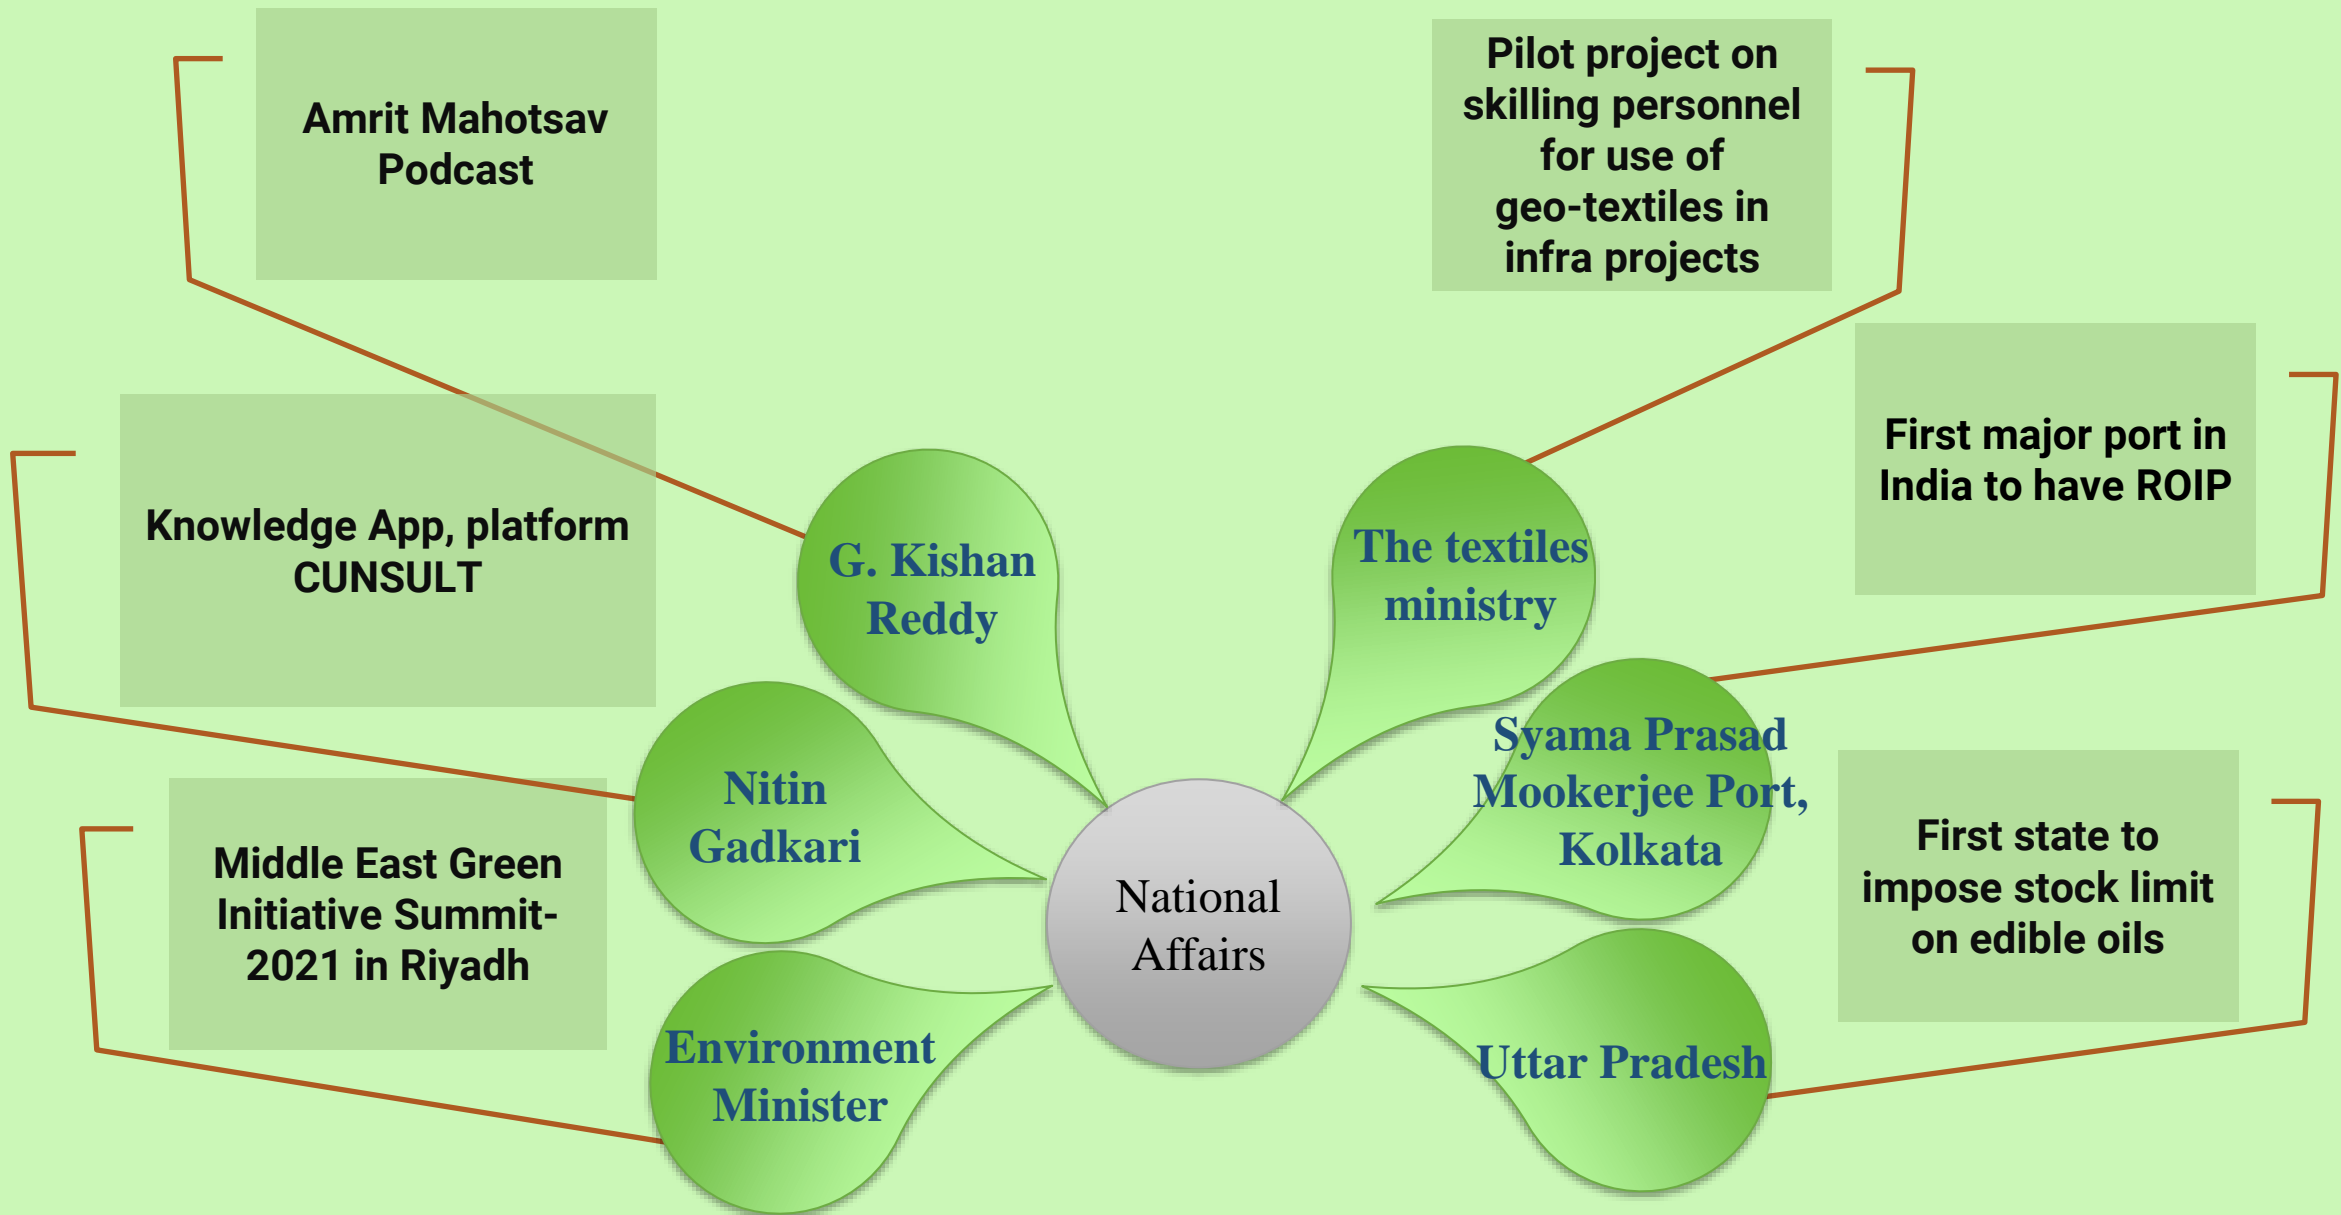 Amrit Mahotsav
Podcast
Pilot project on
skilling personnel
for use of
geo-textiles in
infra projects
Knowledge App, platform
CUNSULT
First major port in
India to have ROIP
G. Kishan
Reddy
The textiles
ministry
Nitin
Gadkari
Syama Prasad
Mookerjee Port,
Kolkata
Middle East Green
Initiative Summit-
2021 in Riyadh
National
Affairs
First state to
impose stock limit
on edible oils
Environment
Minister
Uttar Pradesh